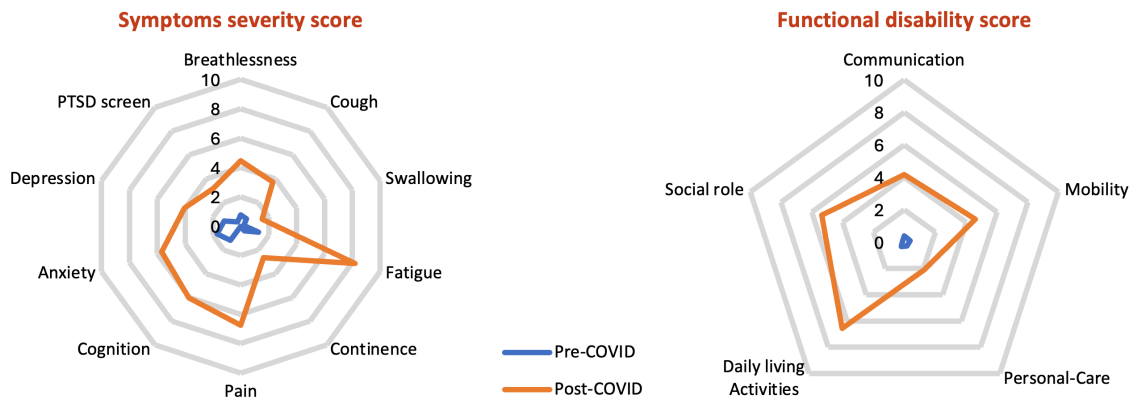 Symptoms severity score
Breathlessness
10
8
6
4
2
0
Cough
Swallowing
Fatigue
Continence
Pain
Cognition
Anxiety
Depression
PTSD screen
Pre-COVID
Post-COVID
Functional disability score
Communication
10
8
6
4
2
0
Mobility
Personal-Care
Daily living
Activities
Social role